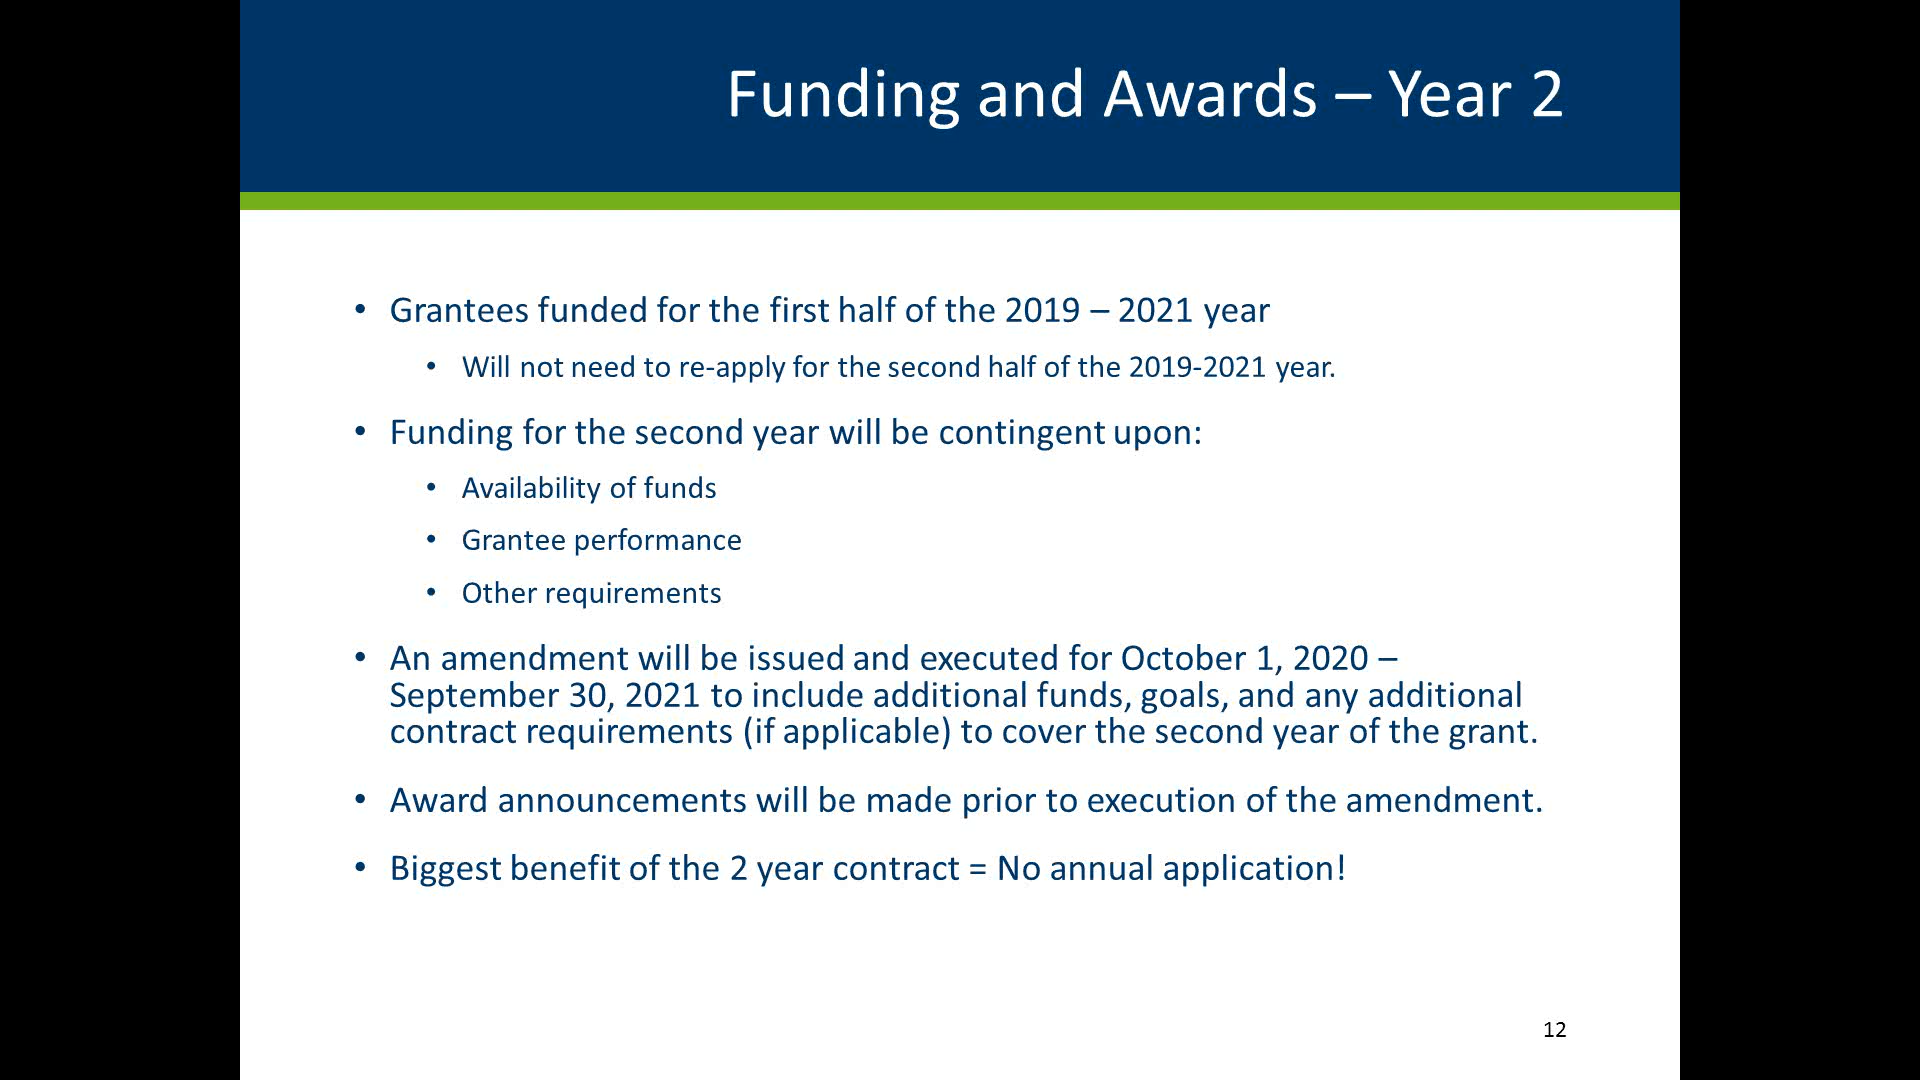 Funding and Awards – Year 2
• Grantees funded for the first half of the 2019 – 2021 year
• Will not need to re-apply for the second half of the 2019-2021 year.
• Funding for the second year will be contingent upon:
• Availability of funds
• Grantee performance
• Other requirements
• An amendment will be issued and executed for October 1, 2020 –
September 30, 2021 to include additional funds, goals, and any additional
contract requirements (if applicable) to cover the second year of the grant.
• Award announcements will be made prior to execution of the amendment.
• Biggest benefit of the 2 year contract = No annual application!
12